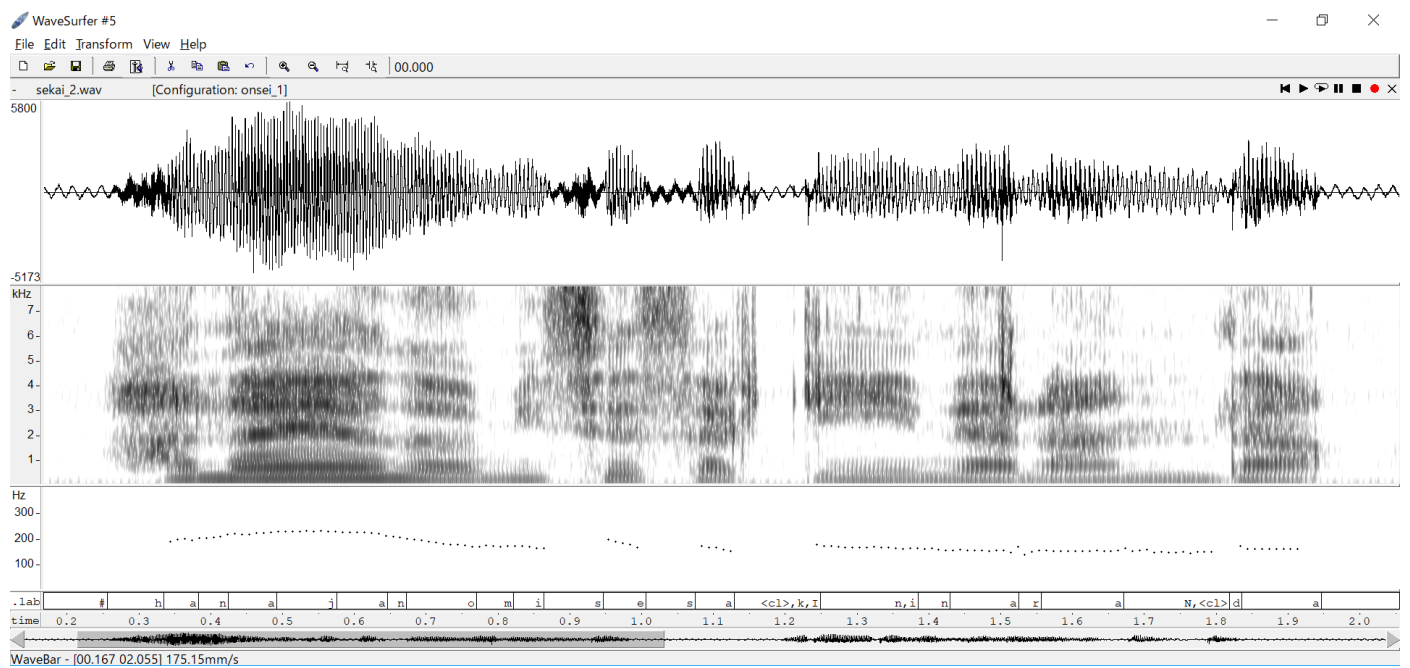 WaveSurfer #5
File Edit Transform View Help
00.000
- sekai_2.wav [Configuration: onsei_1]
5800
-5173
kHz
7
6
5
4
3
2
1
Hz
300
200
100
.lab # h a n a j a n o m i s e s a <cl>,k,I n,i n a r a N,<cl> d a
time 0.2 0.3 0.4 0.5 0.6 0.7 0.8 0.9 1.0 1.1 1.2 1.3 1.4 1.5 1.6 1.7 1.8 1.9 2.0
WaveBar - [00.167 02.055] 175.15mm/s